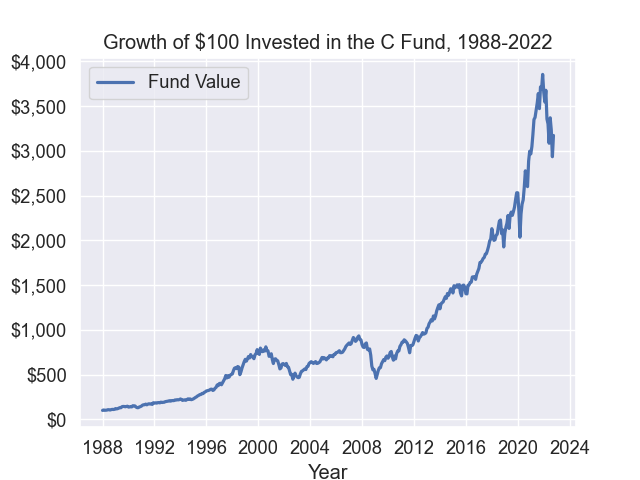 Growth of $100 Invested in the C Fund, 1988-2022
Fund Value
$4,000
$3,500
$3,000
$2,500
$2,000
$1,500
$1,000
$500
$0
1988 1992 1996 2000 2004 2008 2012 2016 2020 2024
Year